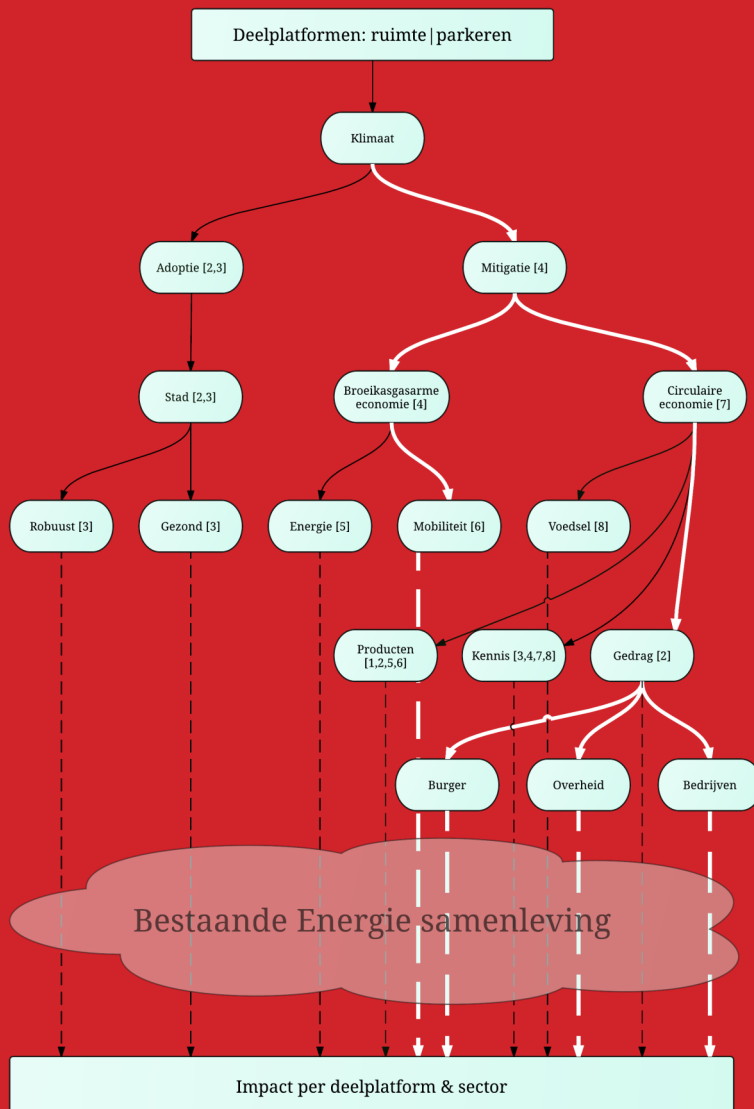 Deelplatformen: ruimte|parkeren
Klimaat
Adoptie [2,3]
Mitigatie [4]
Stad [2,3]
Broeikasgasarme
economie [4]
Circulaire
economie [7]
Robuust [3]
Gezond [3]
Energie [5]
Mobiliteit [6]
Voedsel [8]
Producten
[1,2,5,6]
Kennis [3,4,7,8]
Gedrag [2]
Burger
Overheid
Bedrijven
Bestaande Energie samenleving
Impact per deelplatform & sector